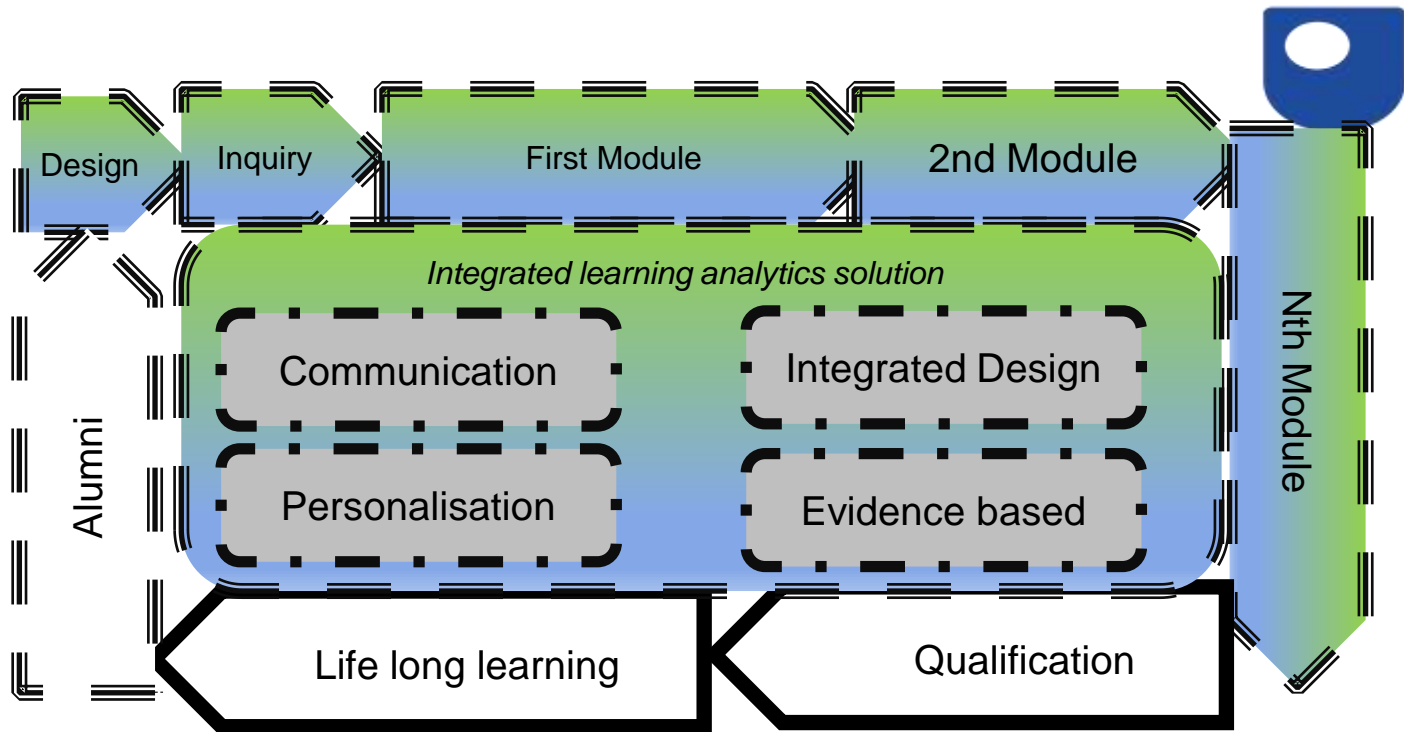 Design
Inquiry
First Module
2nd Module
Nth Module
Integrated learning analytics solution
Communication
Integrated Design
Personalisation
Evidence based
Qualification
Life long learning
Alumni